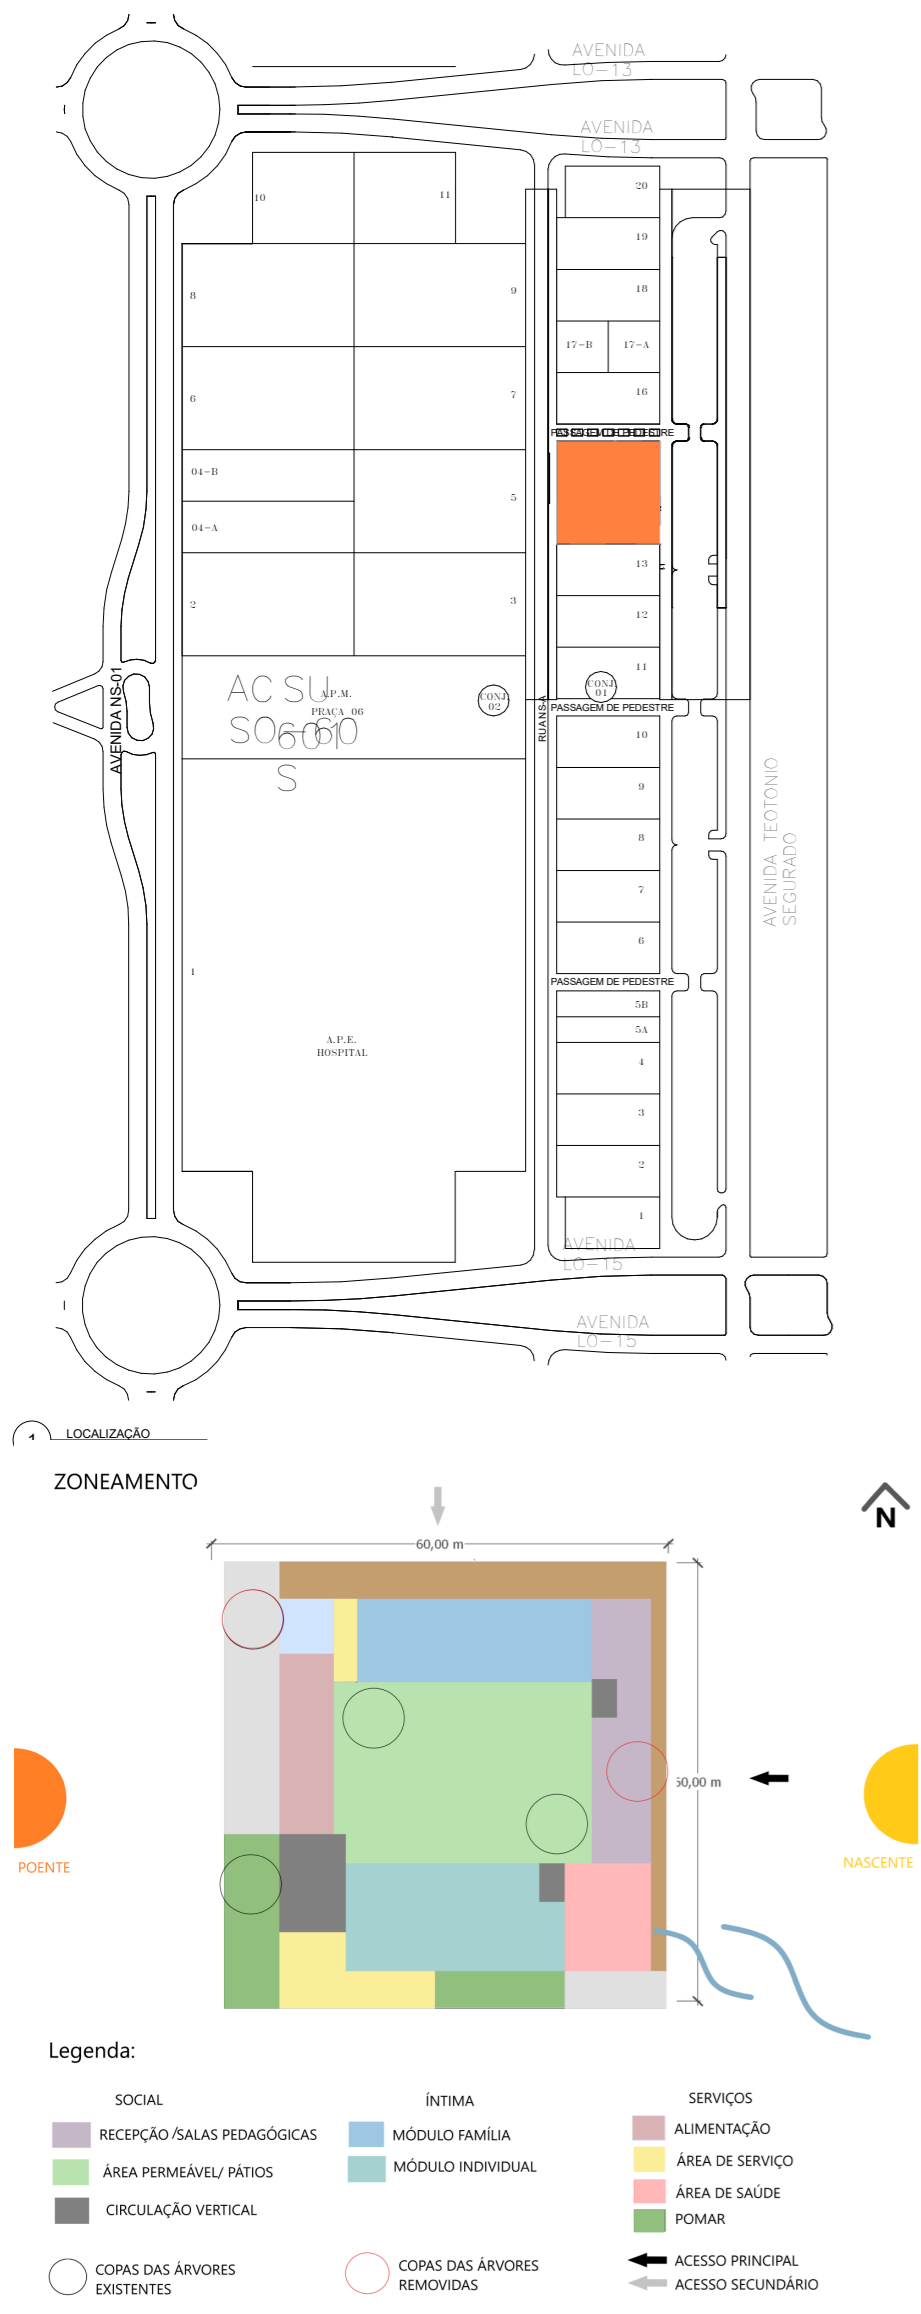 AVENIDA
LO-13
AVENIDA
LO-13
10
11
20
19
8
9
18
17-B
17-A
6
7
16
PASSAGEM DE PEDESTRE
04-B
5
04-A
13
2
3
12
11
AVENIDA NS-01
AC SU
A.P.M.
PRAÇA 06
SO
S
CONJ.
02
CONJ.
01
RUA NS-A
PASSAGEM DE PEDESTRE
10
9
8
7
6
AVENIDA TEOTONIO
SEGURADO
1
PASSAGEM DE PEDESTRE
5B
5A
A.P.E.
HOSPITAL
4
3
2
1
AVENIDA
LO-15
AVENIDA
LO-15
1
LOCALIZAÇÃO
ZONEAMENTO
N
60,00 m
60,00 m
POENTE
NASCENTE
Legenda:
SOCIAL
RECEPÇÃO /SALAS PEDAGÓGICAS
ÁREA PERMEÁVEL/ PÁTIOS
CIRCULAÇÃO VERTICAL
COPAS DAS ÁRVORES
EXISTENTES
ÍNTIMA
MÓDULO FAMÍLIA
MÓDULO INDIVIDUAL
COPAS DAS ÁRVORES
REMOVIDAS
SERVIÇOS
ALIMENTAÇÃO
ÁREA DE SERVIÇO
ÁREA DE SAÚDE
POMAR
ACESSO PRINCIPAL
ACESSO SECUNDÁRIO